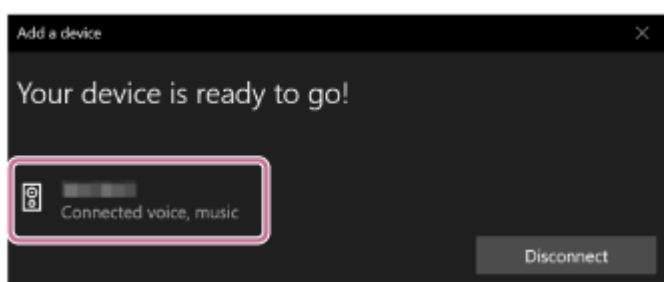 Add a device
Your device is ready to go!
Connected voice, music
Disconnect